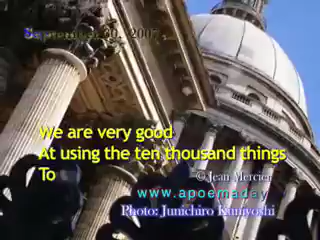 September 30, 2007
We are very good
At using the ten thousand things
To
© Jean Mercier
www.apoemaday
Photo: Junichiro Kuniyoshi